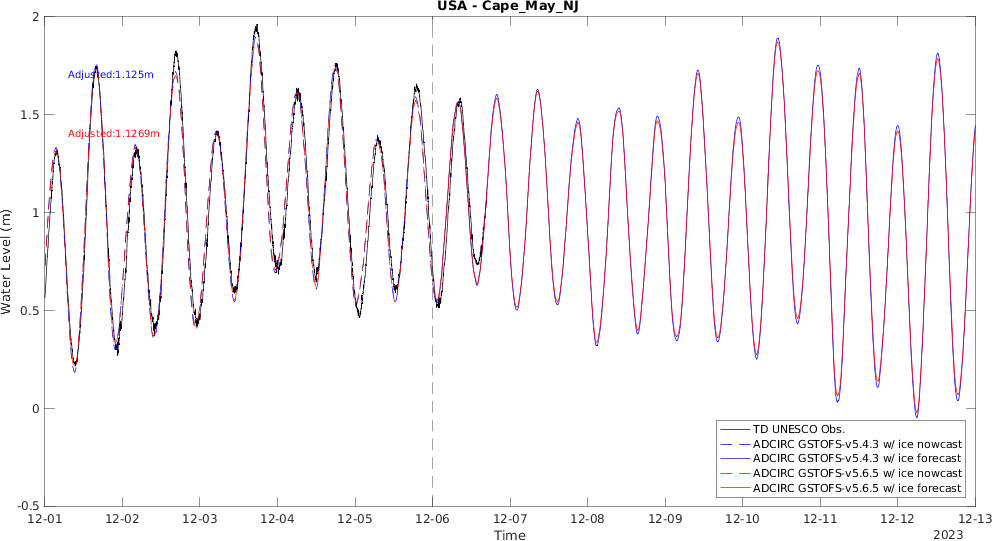 USA - Cape_May_NJ
2
Adjusted:1.125m
1.5
Adjusted:1.1269m
1
Water Level (m)
0.5
0
TD UNESCO Obs.
ADCIRC GSTOFS-v5.4.3 w/ ice nowcast
ADCIRC GSTOFS-v5.4.3 w/ ice forecast
ADCIRC GSTOFS-v5.6.5 w/ ice nowcast
ADCIRC GSTOFS-v5.6.5 w/ ice forecast
-0.5
12-01 12-02 12-03 12-04 12-05 12-06 12-07 12-08 12-09 12-10 12-11 12-12 12-13
Time
2023